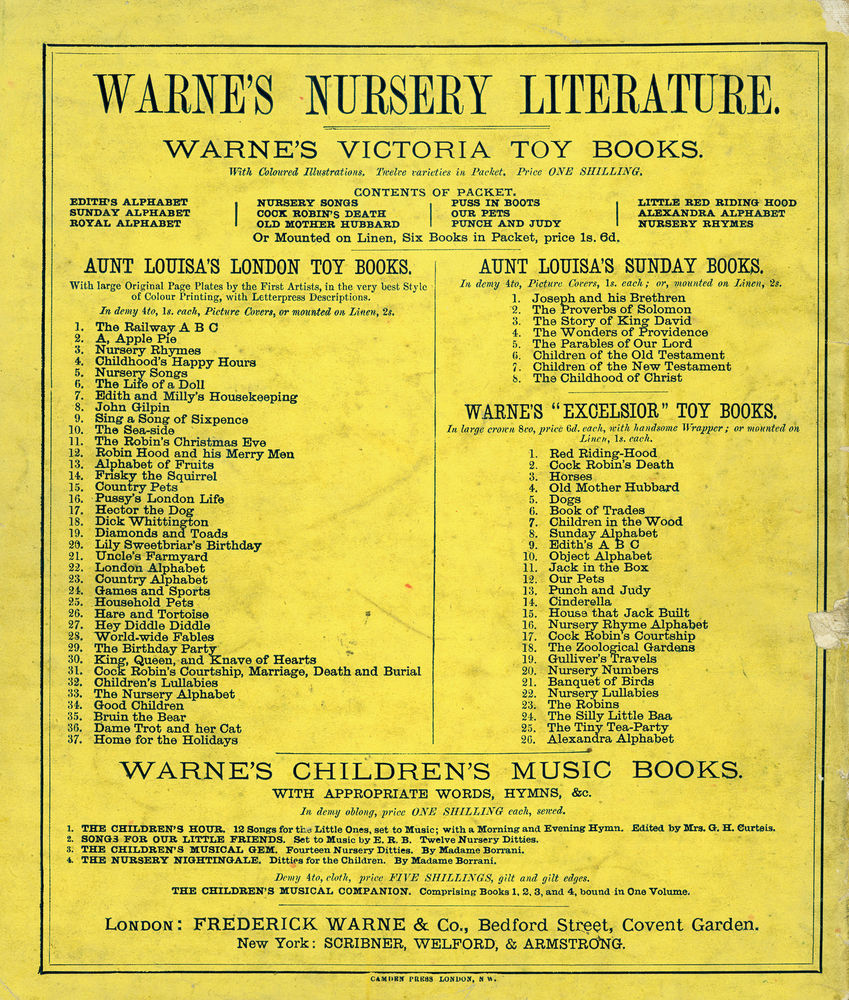 WARNE'S NURSERY LITERATURE.
WARNE'S VICTORIA TOY BOOKS.
With Coloured Illustrations, Twelve varieties in Packet. Price ONE SHILLING.
CONTENTS OF PACKET.
EDITH'S ALPHABET
SUNDAY ALPHABET
ROYAL ALPHABET
NURSERY SONGS
COCK ROBIN'S DEATH
OLD MOTHER HUBBARD
PUSS IN BOOTS
OUR PETS
PUNCH AND JUDY
LITTLE RED RIDING HOOD
ALEXANDRA ALPHABET
NURSERY RHYMES
Or Mounted on Linen, Six Books in Packet, price 1s. 6d.
AUNT LOUISA'S LONDON TOY BOOKS.
With large Original Page Plates by the First Artists, in the very best Style
of Colour Printing, with Letterpress Descriptions.
In demy 4to, 1s. each, Picture Covers, or mounted on Linen, 2s.
1. The Railway A B C
2. A, Apple Pie
3. Nursery Rhymes
4. Childhood's Happy Hours
5. Nursery Songs
6. The Life of a Doll
7. Edith and Milly's Housekeeping
8. John Gilpin
9. Sing a Song of Sixpence
10. The Sea-side
11. The Robin's Christmas Eve
12. Robin Hood and his Merry Men
13. Alphabet of Fruits
14. Frisky the Squirrel
15. Country Pets
16. Pussy's London Life
17. Hector the Dog
18. Dick Whittington
19. Diamonds and Toads
20. Lily Sweetbriar's Birthday
21. Uncle's Farmyard
22. London Alphabet
23. Country Alphabet
24. Games and Sports
25. Household Pets
26. Hare and Tortoise
27. Hey Diddle Diddle
28. World-wide Fables
29. The Birthday Party
30. King, Queen, and Knave of Hearts
31. Cock Robin's Courtship, Marriage, Death and Burial
32. Children's Lullabies
33. The Nursery Alphabet
34. Good Children
35. Bruin the Bear
36. Dame Trot and her Cat
37. Home for the Holidays
AUNT LOUISA'S SUNDAY BOOKS.
In demy 4to, Picture Covers, 1s. each; or, mounted on Linen, 2s.
1. Joseph and his Brethren
2. The Proverbs of Solomon
3. The Story of King David
4. The Wonders of Providence
5. The Parables of Our Lord
6. Children of the Old Testament
7. Children of the New Testament
8. The Childhood of Christ
WARNE'S "EXCELSIOR" TOY BOOKS.
In large crown 8vo, price 6d. each, with handsome Wrapper; or mounted on
Linen, 1s. each.
1. Red Riding-Hood
2. Cock Robin's Death
3. Horses
4. Old Mother Hubbard
5. Dogs
6. Book of Trades
7. Children in the Wood
8. Sunday Alphabet
9. Edith's A B C
10. Object Alphabet
11. Jack in the Box
12. Our Pets
13. Punch and Judy
14. Cinderella
15. House that Jack Built
16. Nursery Rhyme Alphabet
17. Cock Robin's Courtship
18. The Zoological Gardens
19. Gulliver's Travels
20. Nursery Numbers
21. Banquet of Birds
22. Nursery Lullabies
23. The Robins
24. The Silly Little Baa
25. The Tiny Tea-Party
26. Alexandra Alphabet
WARNE'S CHILDREN'S MUSIC BOOKS.
WITH APPROPRIATE WORDS, HYMNS, &c.
In demy oblong, price ONE SHILLING each, sewed.
1. THE CHILDREN'S HOUR. 12 Songs for the Little Ones, set to Music; with a Morning and Evening Hymn. Edited by Mrs. G. H. Curteis.
2. SONGS FOR OUR LITTLE FRIENDS. Set to Music by E. R. B. Twelve Nursery Ditties.
3. THE CHILDREN'S MUSICAL GEM. Fourteen Nursery Ditties. By Madame Borrani.
4. THE NURSERY NIGHTINGALE. Ditties for the Children. By Madame Borrani.
Demy 4to, cloth, price FIVE SHILLINGS, gilt and gilt edges.
THE CHILDREN'S MUSICAL COMPANION. Comprising Books 1, 2, 3, and 4, bound in One Volume.
LONDON: FREDERICK WARNE & Co., Bedford Street, Covent Garden.
New York: SCRIBNER, WELFORD, & ARMSTRONG.
CAMDEN PRESS LONDON, N W.